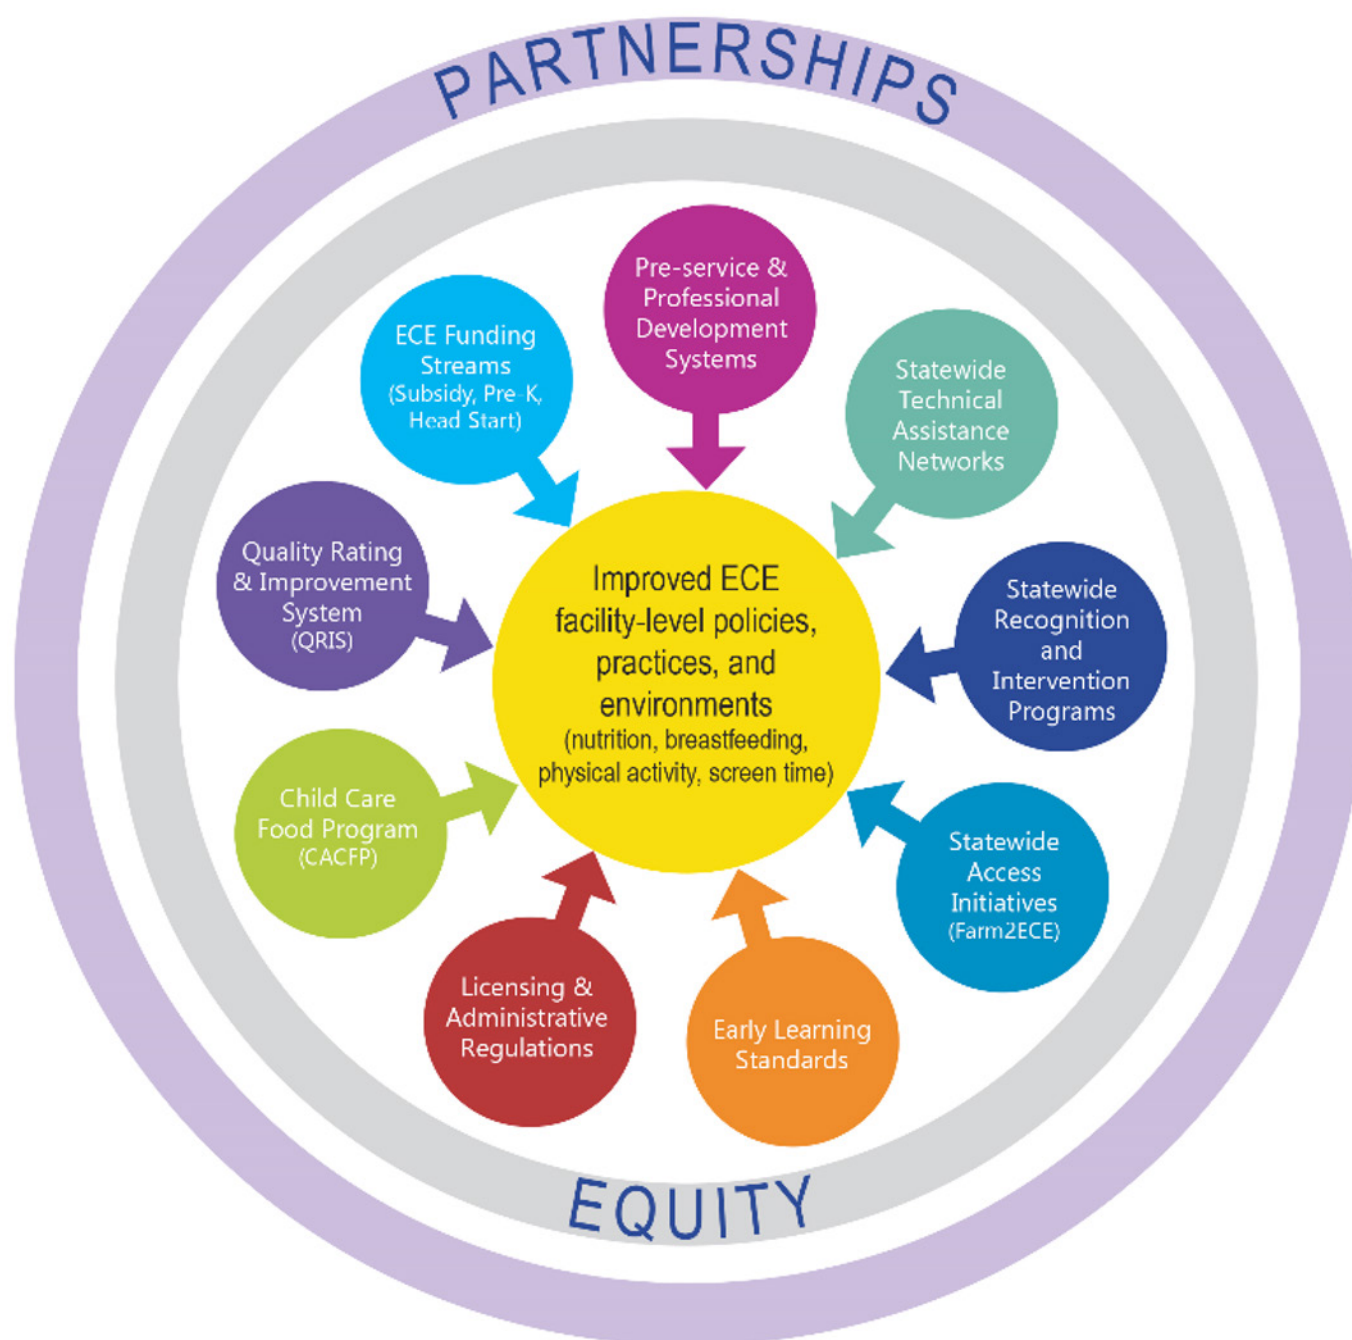 PARTNERSHIPS
Pre-service &
Professional
Development
Systems
Statewide
Technical
Assistance
Networks
Statewide
Recognition
and
Intervention
Programs
Statewide
Access
Initiatives
(Farm2ECE)
Early Learning
Standards
Licensing &
Administrative
Regulations
Child Care
Food Program
(CACFP)
Quality Rating
& Improvement
System
(QRIS)
ECE Funding
Streams
(Subsidy, Pre-K,
Head Start)
Improved ECE
facility-level policies,
practices, and
environments
(nutrition, breastfeeding,
physical activity, screen time)
EQUITY